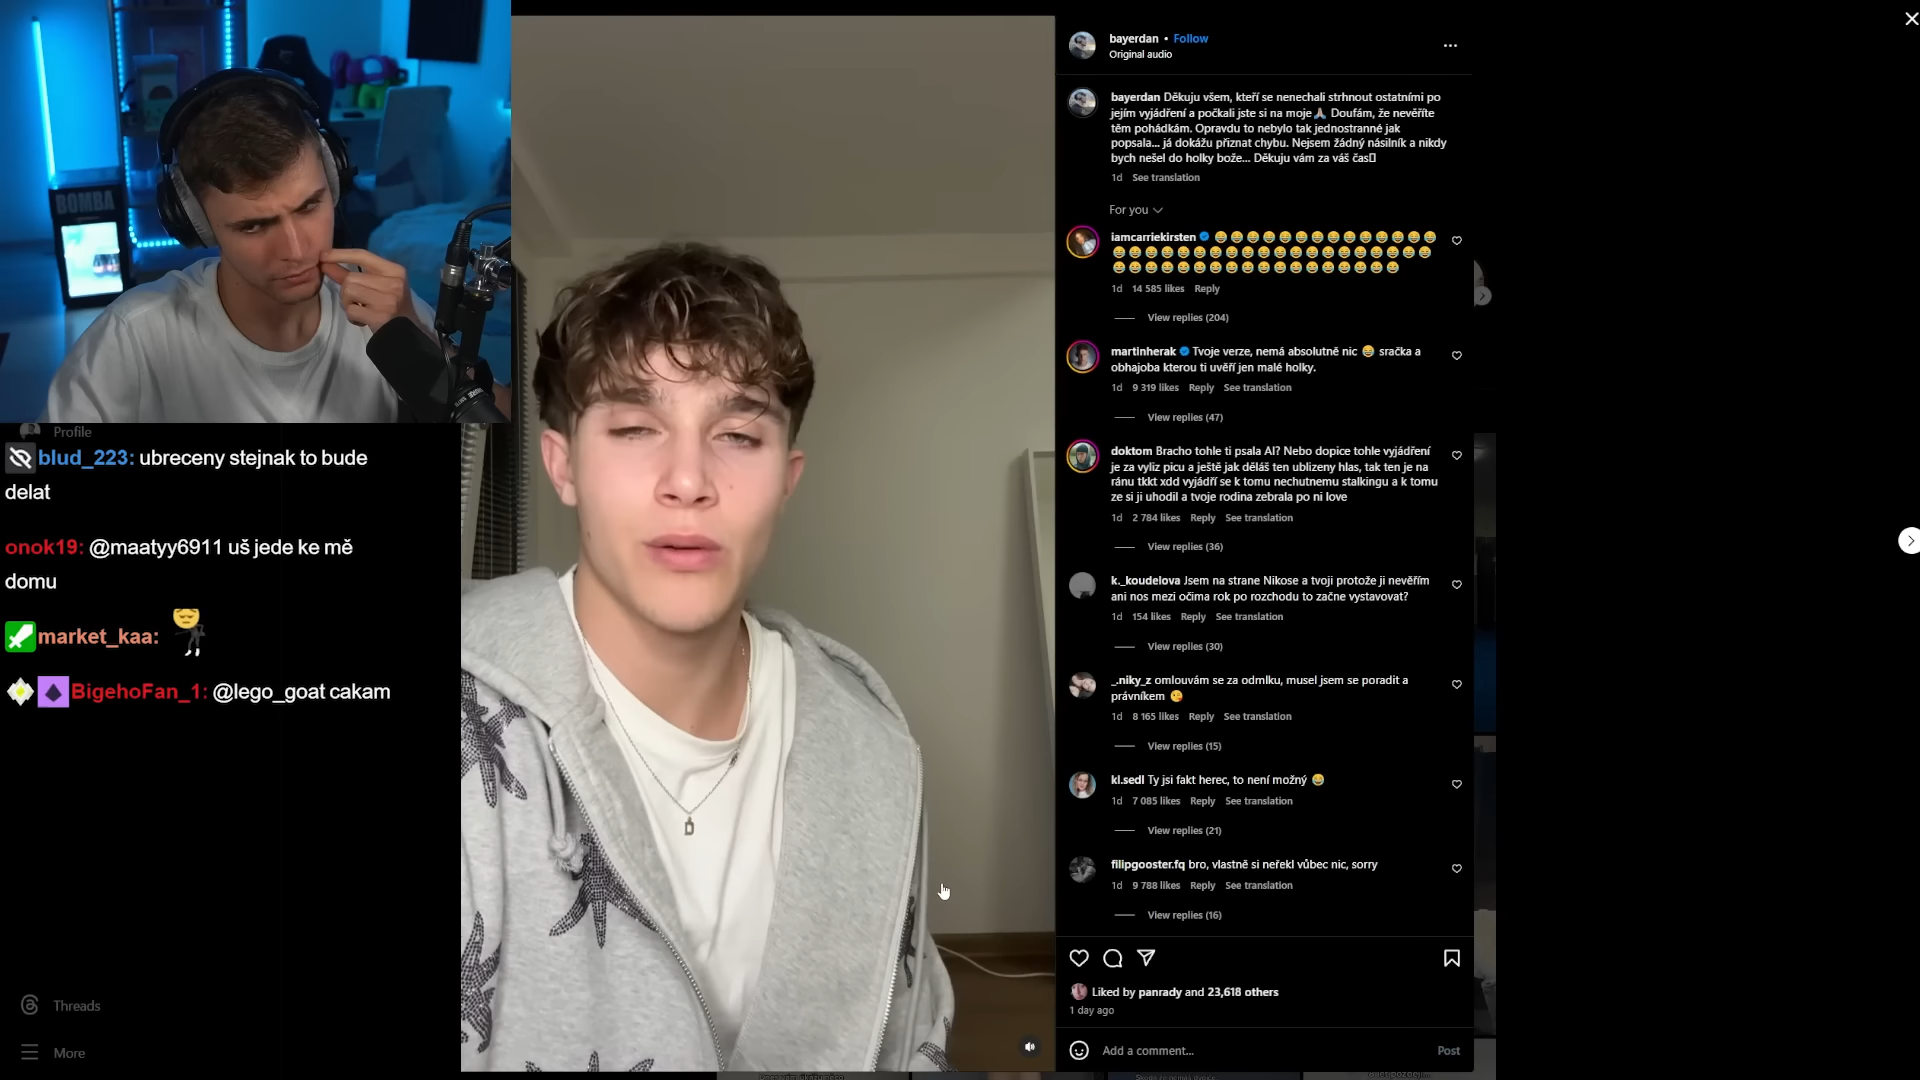 BOMBA
Profile
blud_223: ubreceny stejnak to bude
delat
onok19: @maatyy6911 uš jede ke mě
domu
market_kaa:
BigehoFan_1: @lego_goat cakam
Threads
More
D
bayerdan • Follow
Original audio
bayerdan Děkuju všem, kteří se nenechali strhnout ostatními po
jejím vyjádření a počkali jste si na moje🙏🏽 Doufám, že nevěříte
těm pohádkám. Opravdu to nebylo tak jednostranné jak
popsala... já dokážu přiznat chybu. Nejsem žádný násilník a nikdy
bych nešel do holky bože... Děkuju vám za váš čas
1d See translation
For you
iamcarriekirsten 😂😂😂😂😂😂😂😂😂😂😂😂😂😂
😂😂😂😂😂😂😂😂😂😂😂😂😂😂😂😂😂😂😂😂
😂😂😂😂😂😂😂😂😂😂😂😂😂😂😂😂😂😂
1d 14 585 likes Reply
View replies (204)
martinherak Tvoje verze, nemá absolutně nic 😂 sračka a
obhajoba kterou ti uvěří jen malé holky.
1d 9 319 likes Reply See translation
View replies (47)
doktom Bracho tohle ti psala AI? Nebo dopice tohle vyjádření
je za vyliz picu a ještě jak děláš ten ublizeny hlas, tak ten je na
ránu tkkt xdd vyjádří se k tomu nechutnemu stalkingu a k tomu
ze si ji uhodil a tvoje rodina zebrala po ni love
1d 2 784 likes Reply See translation
View replies (36)
k._koudelova Jsem na strane Nikose a tvoji protože ji nevěřím
ani nos mezi očima rok po rozchodu to začne vystavovat?
1d 154 likes Reply See translation
View replies (30)
_.niky_z omlouvám se za odmlku, musel jsem se poradit a
právníkem 😘
1d 8 165 likes Reply See translation
View replies (15)
kl.sedl Ty jsi fakt herec, to není možný 😂
1d 7 085 likes Reply See translation
View replies (21)
filipgooster.fq bro, vlastně si neřekl vůbec nic, sorry
1d 9 788 likes Reply See translation
View replies (16)
Liked by panrady and 23,618 others
1 day ago
Add a comment...
Post